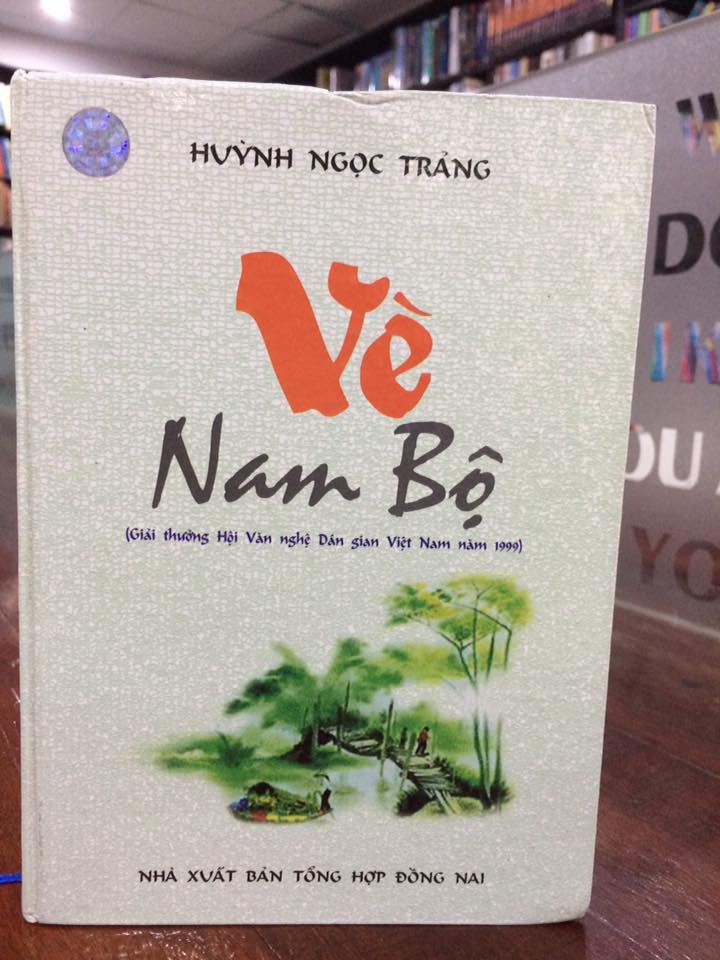 HUỲNH NGỌC TRẢNG
Vè
Nam Bộ
(Giải thưởng Hội Văn nghệ Dân gian Việt Nam năm 1999)
NHÀ XUẤT BẢN TỔNG HỢP ĐỒNG NAI